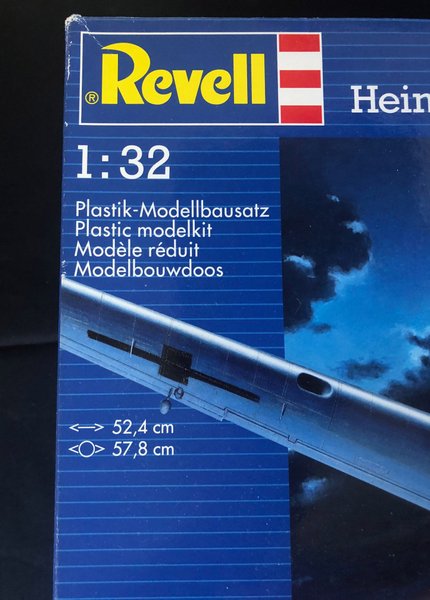 ® Revell
Hein
1:32
Plastik-Modellbausatz
Plastic modelkit
Modèle réduit
Modelbouwdoos
52,4 cm
57,8 cm